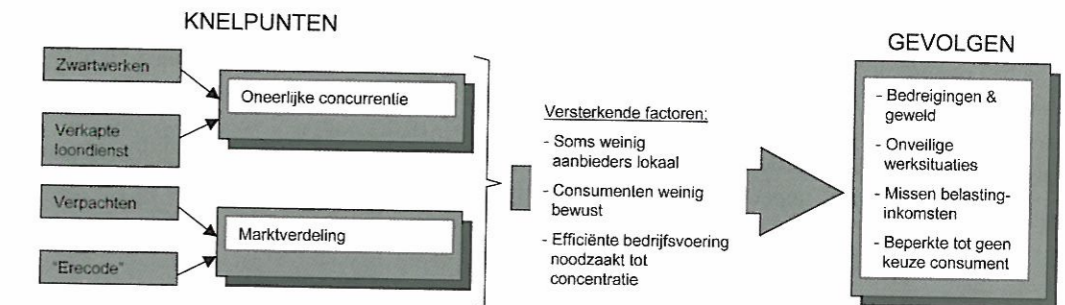 KNELPUNTEN
Zwartwerken
Verkapte
loondienst
Verpachten
"Erecode"
Oneerlijke concurrentie
Marktverdeling
Versterkende factoren:
- Soms weinig
aanbieders lokaal
- Consumenten weinig
bewust
- Efficiënte bedrijfsvoering
noodzaakt tot
concentratie
GEVOLGEN
- Bedreigingen &
geweld
- Onveilige
werksituaties
- Missen belasting-
inkomsten
- Beperkte tot geen
keuze consument